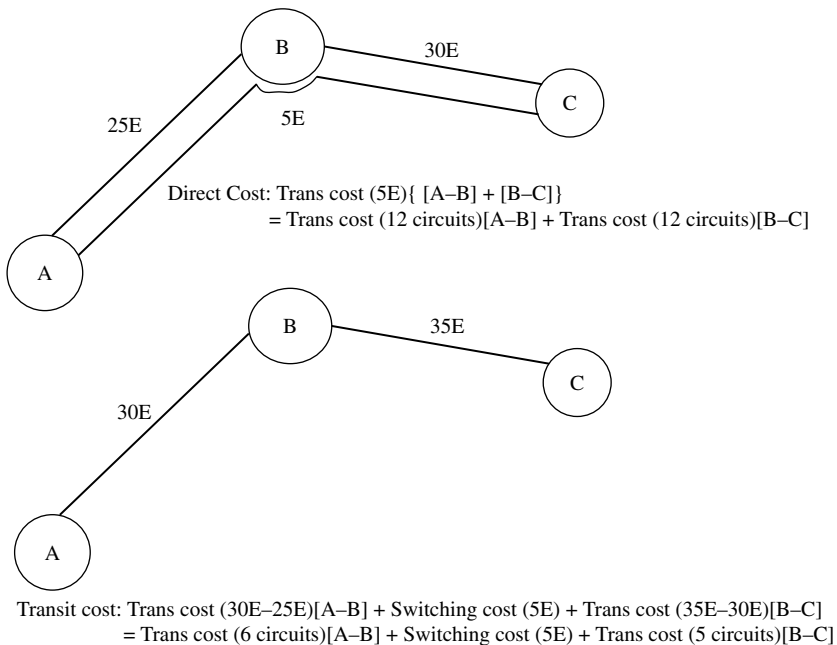 B
30E
C
25E
5E
Direct Cost: Trans cost (5E){ [A–B] + [B–C]}
= Trans cost (12 circuits)[A–B] + Trans cost (12 circuits)[B–C]
A
B
35E
C
30E
A
Transit cost: Trans cost (30E–25E)[A–B] + Switching cost (5E) + Trans cost (35E–30E)[B–C]
= Trans cost (6 circuits)[A–B] + Switching cost (5E) + Trans cost (5 circuits)[B–C]